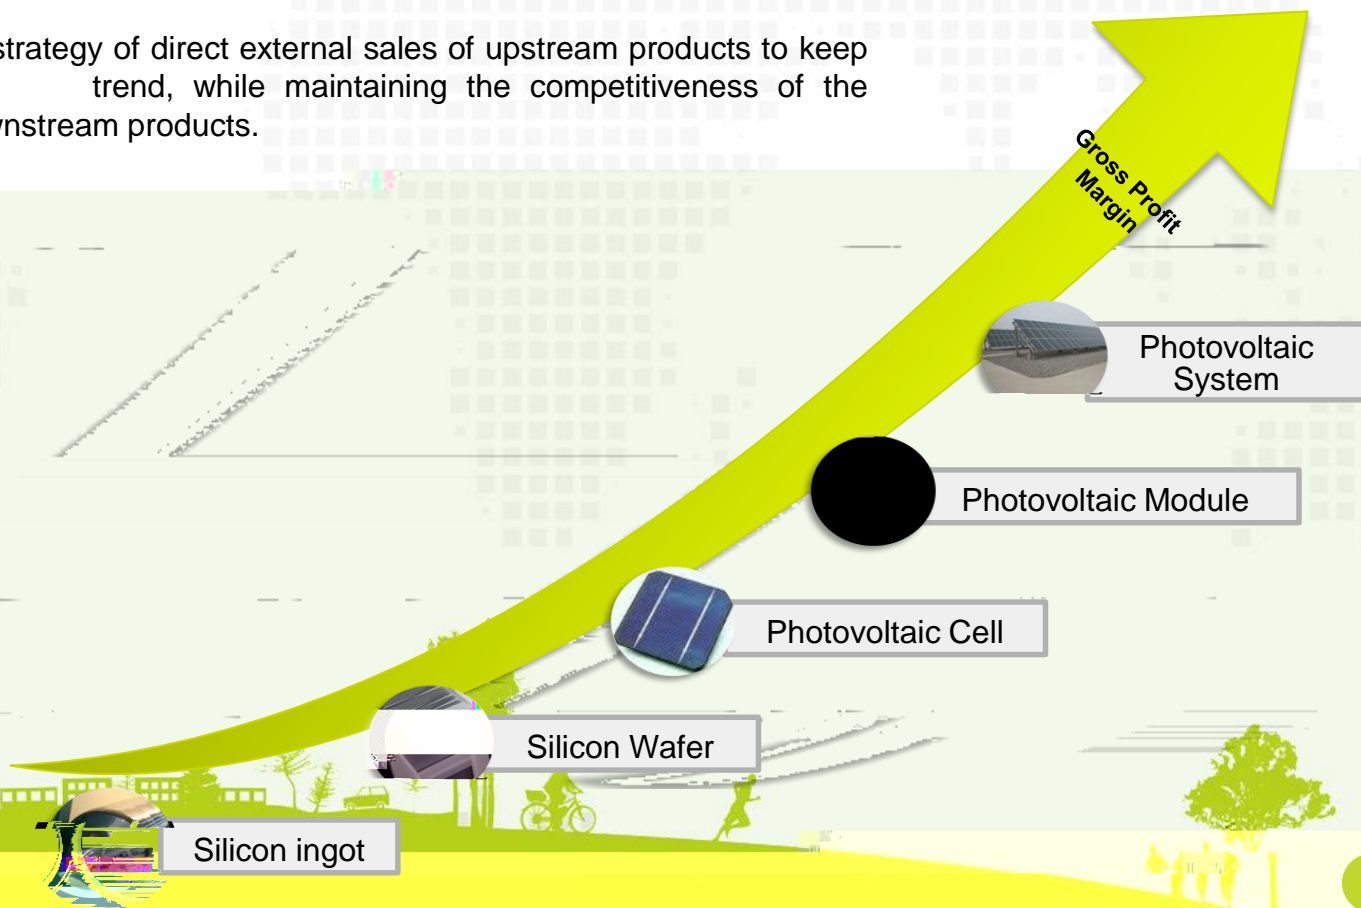 strategy of direct external sales of upstream products to keep
trend, while maintaining the competitiveness of the
wnstream products.
Gross Profit
Margin
Photovoltaic
System
Photovoltaic Module
Photovoltaic Cell
Silicon Wafer
Silicon ingot